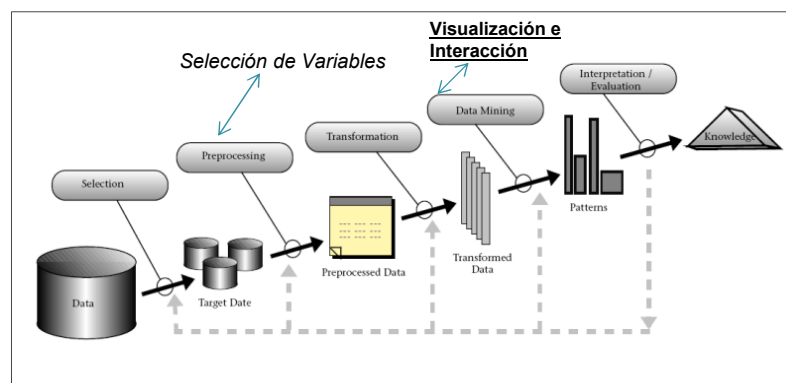 Visualización e
Interacción
Selección de Variables
Interpretation /
Evaluation
Data Mining
Transformation
Preprocessing
Selection
Knowledge
Patterns
Transformed
Data
Preprocessed Data
Target Date
Data
--- --- ---
--- --- ---
--- --- ---